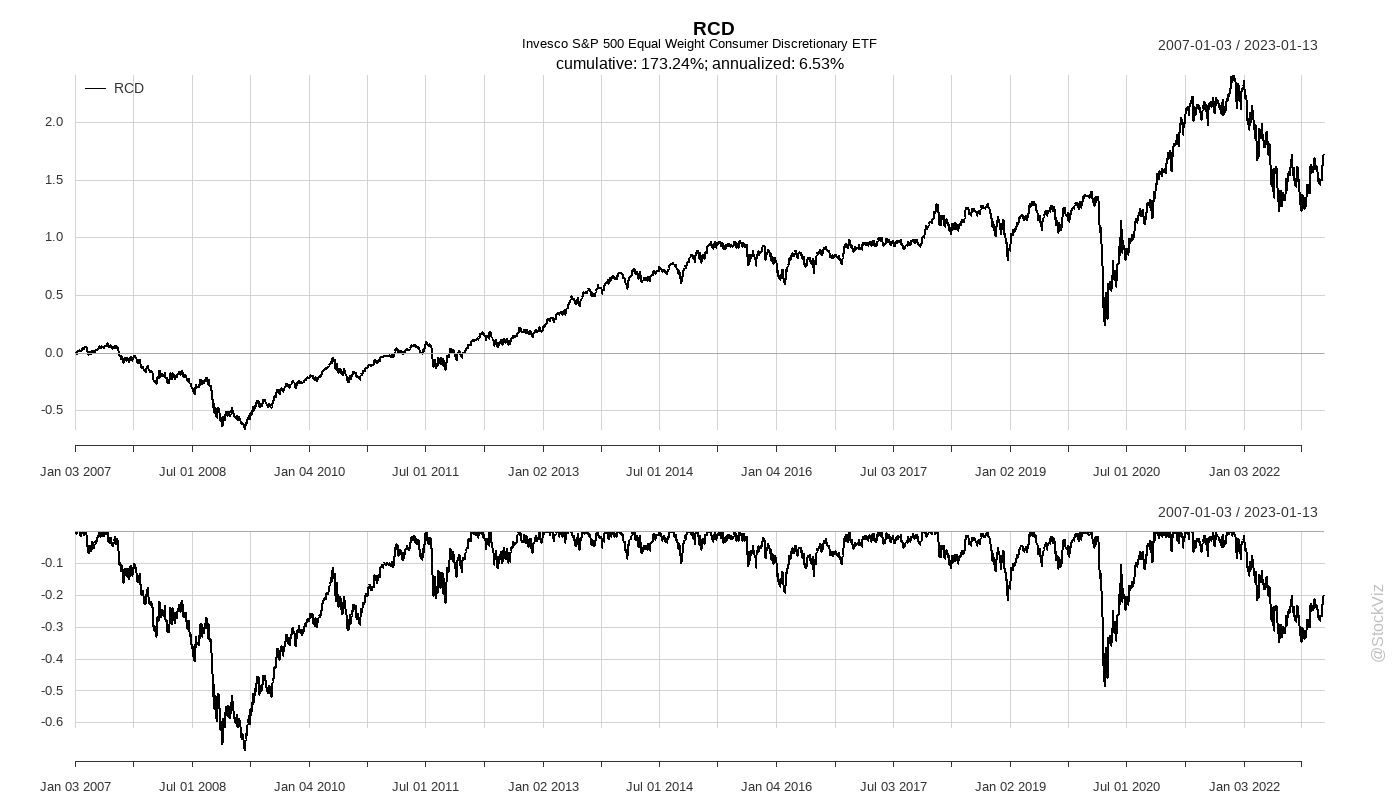 RCD
Invesco S&P 500 Equal Weight Consumer Discretionary ETF
2007-01-03 / 2023-01-13
cumulative: 173.24%; annualized: 6.53%
RCD
2.0
1.5
1.0
0.5
0.0
-0.5
Jan 03 2007 Jul 01 2008 Jan 04 2010 Jul 01 2011 Jan 02 2013 Jul 01 2014 Jan 04 2016 Jul 03 2017 Jan 02 2019 Jul 01 2020 Jan 03 2022
2007-01-03 / 2023-01-13
-0.1
-0.2
-0.3
-0.4
-0.5
-0.6
Jan 03 2007 Jul 01 2008 Jan 04 2010 Jul 01 2011 Jan 02 2013 Jul 01 2014 Jan 04 2016 Jul 03 2017 Jan 02 2019 Jul 01 2020 Jan 03 2022
@StockViz